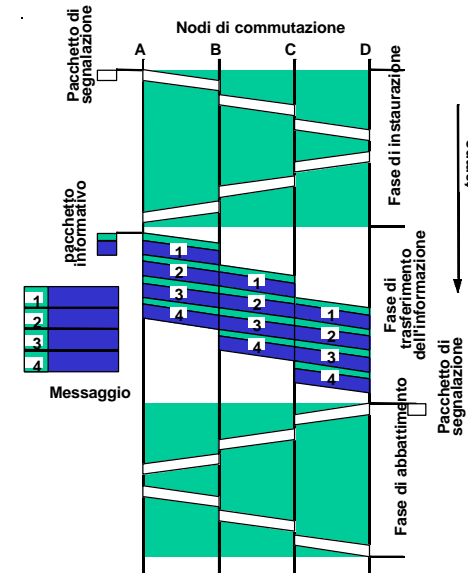 Nodi di commutazione
A B C D
Pacchetto di
segnalazione
Fase di instaurazione
tempo
pacchetto
informativo
1
2
3
4
1
2
3
4
1
2
3
4
Fase di
trasferimento
dell'informazione
1
2
3
4
Messaggio
Pacchetto di
segnalazione
Fase di abbattimento